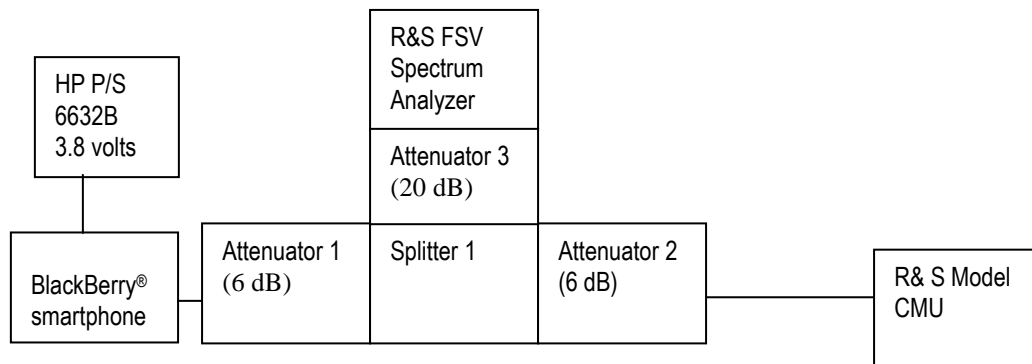 R&S FSV
Spectrum
Analyzer
HP P/S
6632B
3.8 volts
Attenuator 3
(20 dB)
BlackBerry®
smartphone
Attenuator 1
(6 dB)
Splitter 1
Attenuator 2
(6 dB)
R& S Model
CMU